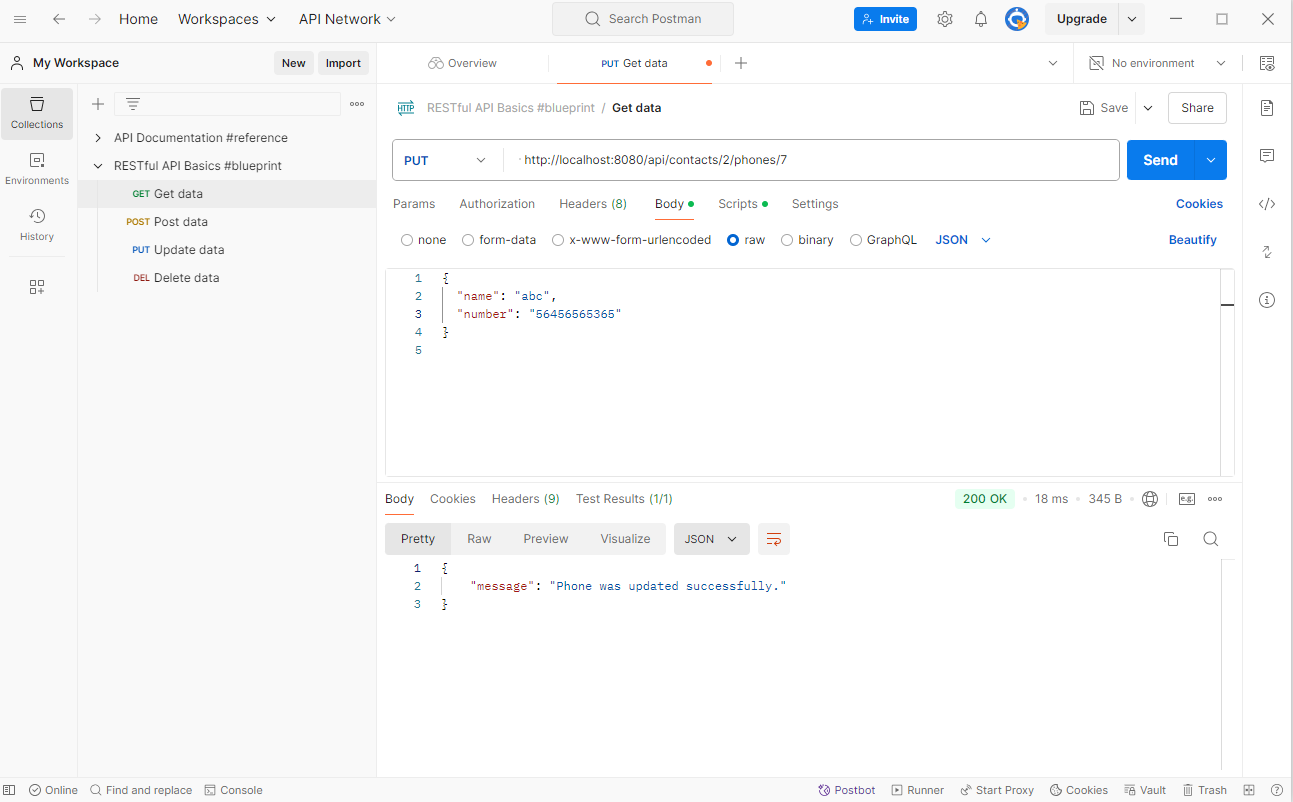 Home Workspaces API Network Search Postman Invite Upgrade
My Workspace New Import Overview PUT Get data No environment
Collections
Environments
History
API Documentation #reference
RESTful API Basics #blueprint
GET Get data
POST Post data
PUT Update data
DEL Delete data
HTTP RESTful API Basics #blueprint / Get data Save Share
PUT http://localhost:8080/api/contacts/2/phones/7 Send
Params Authorization Headers (8) Body Scripts Settings Cookies
none form-data x-www-form-urlencoded raw binary GraphQL JSON Beautify
1 {
2 "name": "abc",
3 "number": "56456565365"
4 }
5
Body Cookies Headers (9) Test Results (1/1) 200 OK 18 ms 345 B e.g.
Pretty Raw Preview Visualize JSON
1 {
2 "message": "Phone was updated successfully."
3 }
Online Find and replace Console Postbot Runner Start Proxy Cookies Vault Trash